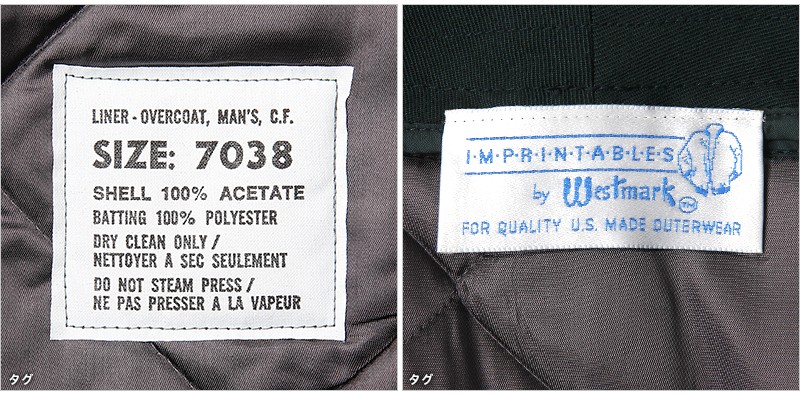 LINER - OVERCOAT, MAN'S, C.F.
SIZE: 7038
SHELL 100% ACETATE
BATTING 100% POLYESTER
DRY CLEAN ONLY /
NETTOYER A SEC SEULEMENT
DO NOT STEAM PRESS /
NE PAS PRESSER A LA VAPEUR
タグ
I·M·P·R·I·N·T·A·B·L·E·S
by Westmark
FOR QUALITY U.S. MADE OUTERWEAR
タグ